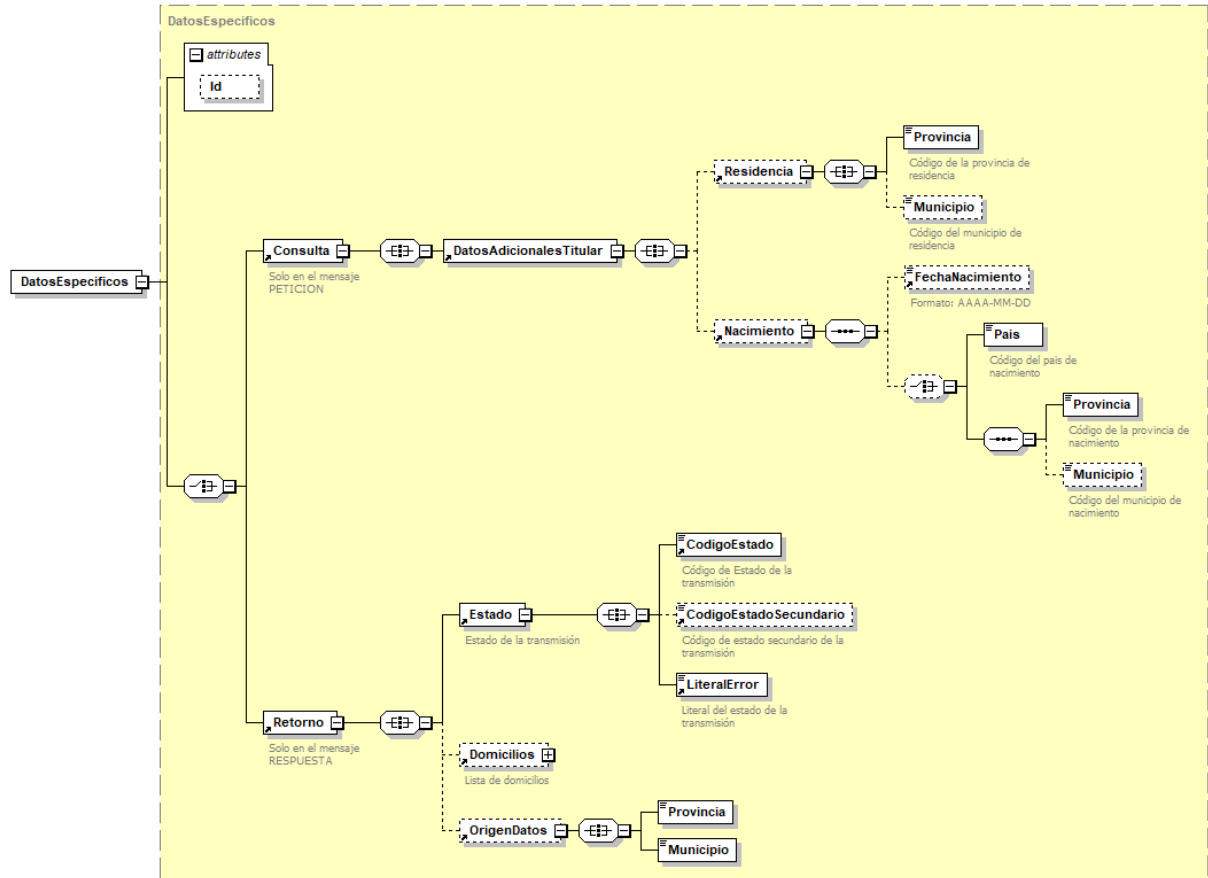 DatosEspecificos
attributes
Id
Provincia
Código de la provincia de
residencia
Residencia
Municipio
Código del municipio de
residencia
Consulta
Solo en el mensaje
PETICION
DatosAdicionalesTitular
DatosEspecificos
FechaNacimiento
Formato: AAAA-MM-DD
Nacimiento
Pais
Código del pais de
nacimiento
Provincia
Código de la provincia de
nacimiento
Municipio
Código del municipio de
nacimiento
CodigoEstado
Código de Estado de la
transmisión
Estado
Estado de la transmisión
CodigoEstadoSecundario
Código de estado secundario de la
transmisión
LiteralError
Literal del estado de la
transmisión
Retorno
Solo en el mensaje
RESPUESTA
Domicilios
Lista de domicilios
OrigenDatos
Provincia
Municipio